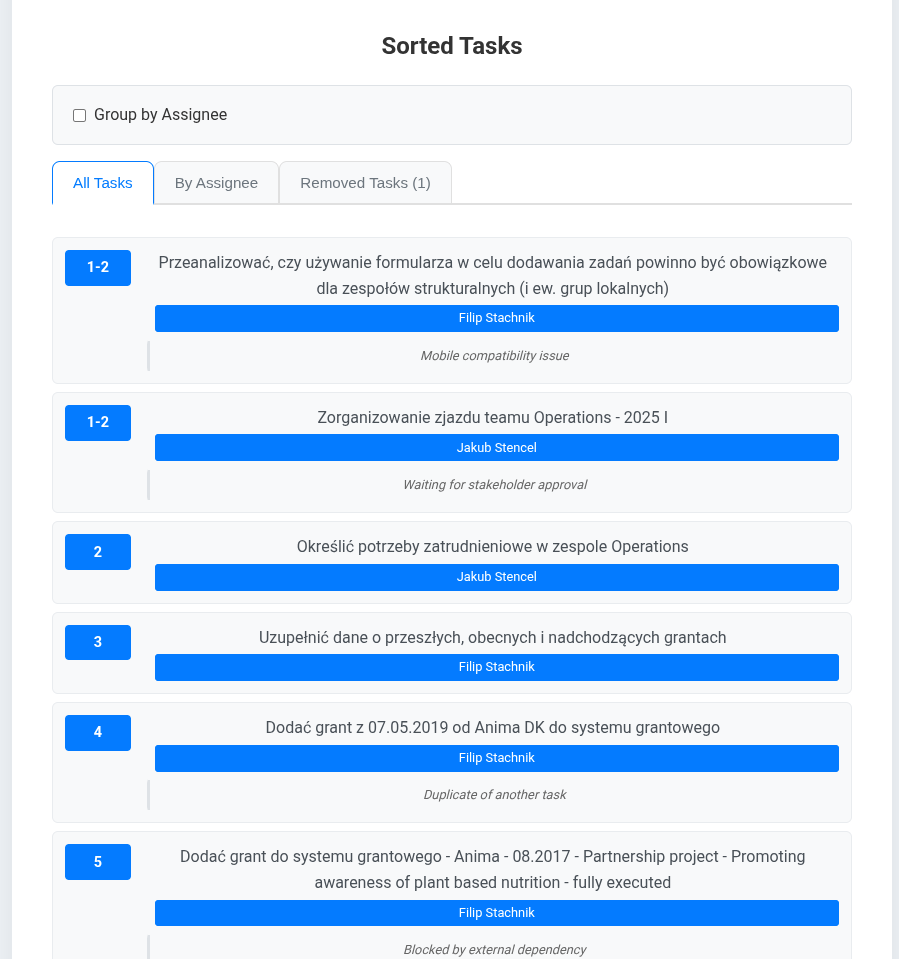 Sorted Tasks
Group by Assignee
All Tasks
By Assignee
Removed Tasks (1)
1-2
Przeanalizować, czy używanie formularza w celu dodawania zadań powinno być obowiązkowe
dla zespołów strukturalnych (i ew. grup lokalnych)
Filip Stachnik
Mobile compatibility issue
1-2
Zorganizowanie zjazdu teamu Operations - 2025 I
Jakub Stencel
Waiting for stakeholder approval
2
Określić potrzeby zatrudnieniowe w zespole Operations
Jakub Stencel
3
Uzupełnić dane o przeszłych, obecnych i nadchodzących grantach
Filip Stachnik
4
Dodać grant z 07.05.2019 od Anima DK do systemu grantowego
Filip Stachnik
Duplicate of another task
5
Dodać grant do systemu grantowego - Anima - 08.2017 - Partnership project - Promoting
awareness of plant based nutrition - fully executed
Filip Stachnik
Blocked by external dependency